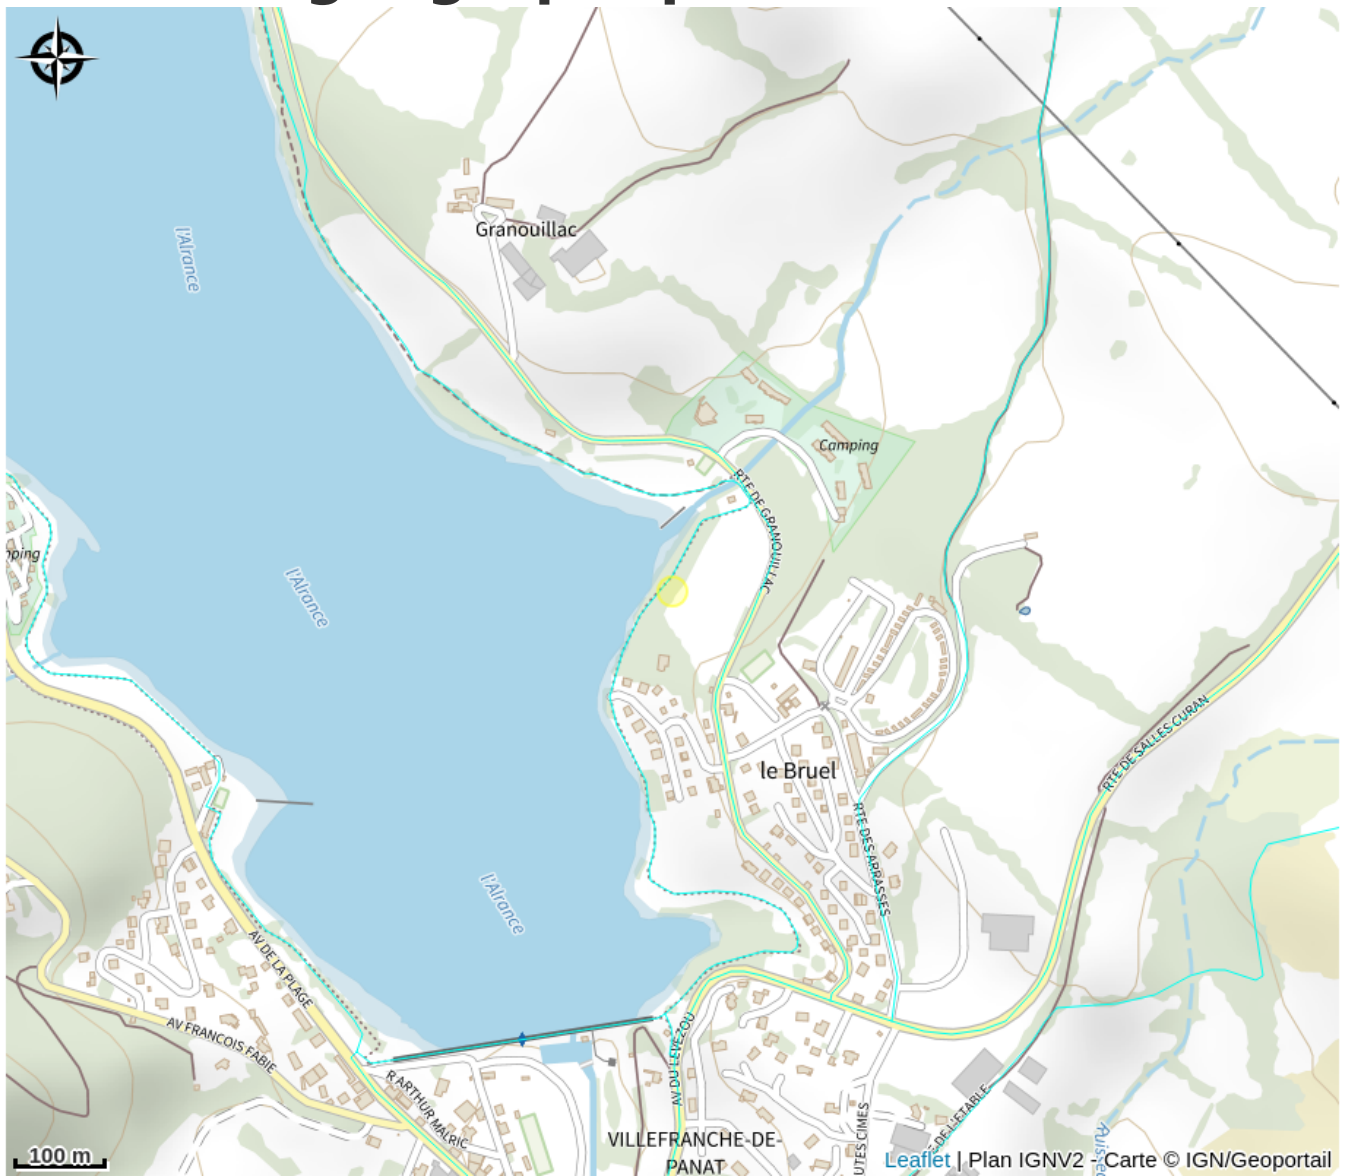 l'Alrance
Granouillac
Camping
RTE DE GRANOUILLAC
l'Alrance
RTE DE SALLES CURAN
le Bruel
RTE DES ARRASSES
l'Alrance
AV DE LA PLAGE
AV FRANCOIS FABIE
R ARTHUR MALRIC
AV DU LEVEZOU
VILLEFRANCHE-DE-
PANAT
100 m
Leaflet | Plan IGNV2 - Carte © IGN/Geoportail